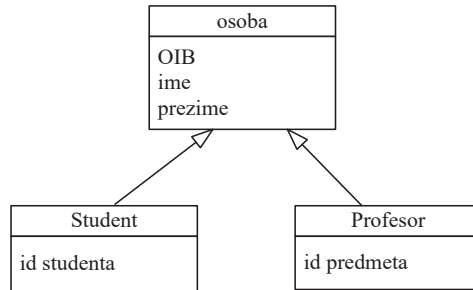 osoba
OIB
ime
prezime
Student
id studenta
Profesor
id predmeta